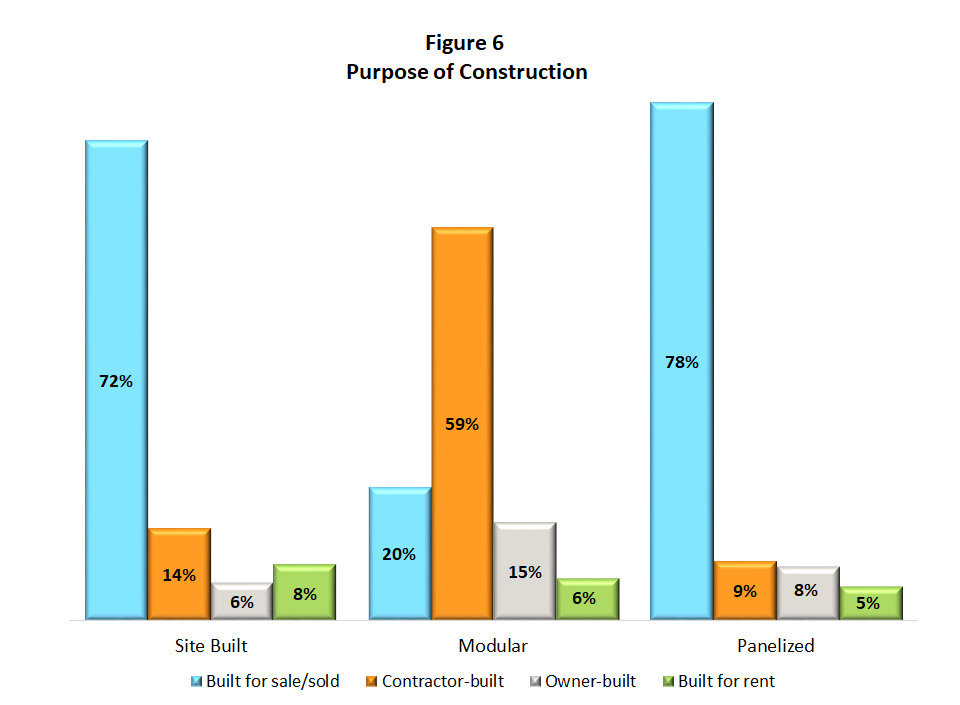 Figure 6
Purpose of Construction
72%
14%
6%
8%
20%
59%
15%
6%
78%
9%
8%
5%
Site Built
Modular
Panelized
Built for sale/sold
Contractor-built
Owner-built
Built for rent